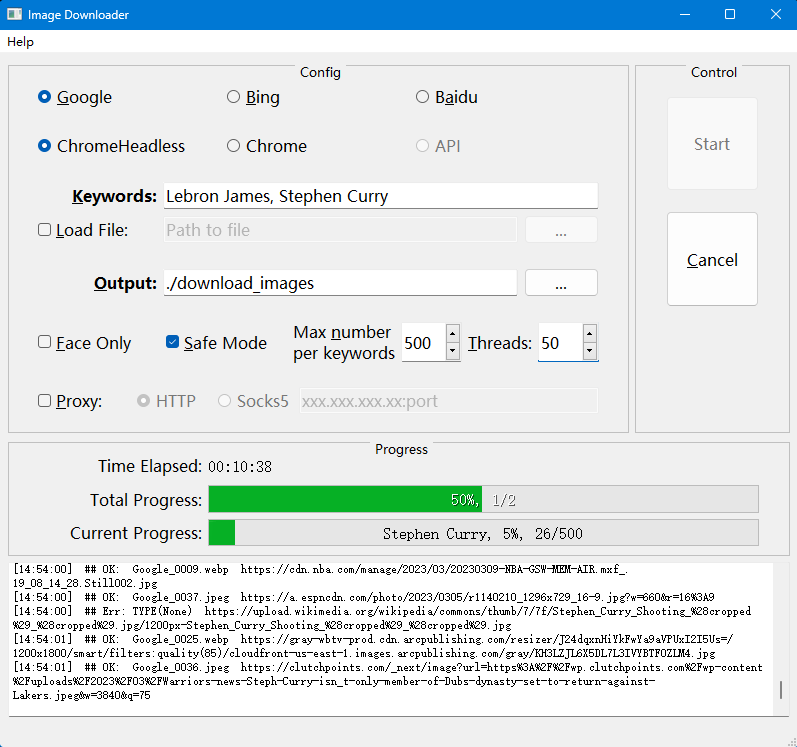 Image Downloader
Help
Config
Control
Google
Bing
Baidu
Start
ChromeHeadless
Chrome
API
Keywords:
Lebron James, Stephen Curry
Load File:
Path to file
...
Cancel
Output:
./download_images
...
Face Only
Safe Mode
Max number
per keywords
500
Threads:
50
Proxy:
HTTP
Socks5
xxx.xxx.xxx.xx:port
Progress
Time Elapsed:
00:10:38
Total Progress:
50%, 1/2
Current Progress:
Stephen Curry, 5%, 26/500
[14:54:00] ## OK: Google_0009.webp https://cdn.nba.com/manage/2023/03/20230309-NBA-GSW-MEM-AIR.mxf_.
19_08_14_28.Still002.jpg
[14:54:00] ## OK: Google_0037.jpeg https://a.espncdn.com/photo/2023/0305/r1140210_1296x729_16-9.jpg?w=660&r=16%3A9
[14:54:00] ## Err: TYPE(None) https://upload.wikimedia.org/wikipedia/commons/thumb/7/7f/Stephen_Curry_Shooting_%28cropped
%29_%28cropped%29.jpg/1200px-Stephen_Curry_Shooting_%28cropped%29_%28cropped%29.jpg
[14:54:01] ## OK: Google_0025.webp https://gray-wbtv-prod.cdn.arcpublishing.com/resizer/J24dqxnHiYkFwYa9aVPUxI2I5Us=/
1200x1800/smart/filters:quality(85)/cloudfront-us-east-1.images.arcpublishing.com/gray/KH3LZJL6X5DL7L3IVYBTFOZLM4.jpg
[14:54:01] ## OK: Google_0036.jpeg https://clutchpoints.com/_next/image?url=https%3A%2F%2Fwp.clutchpoints.com%2Fwp-content
%2Fuploads%2F2023%2F03%2FWarriors-news-Steph-Curry-isn_t-only-member-of-Dubs-dynasty-set-to-return-against-
Lakers.jpeg&w=3840&q=75